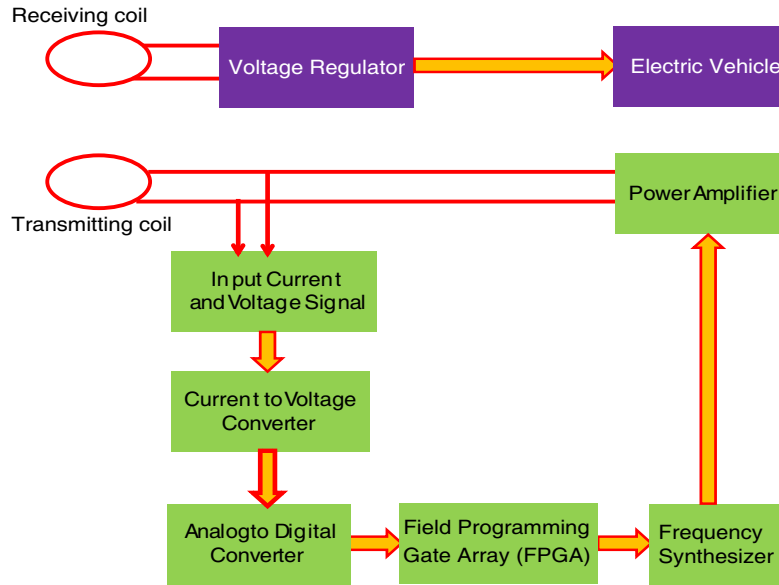 Receiving coil
Voltage Regulator
Electric Vehicle
Transmitting coil
Power Amplifier
Input Current
and Voltage Signal
Current to Voltage
Converter
Analogto Digital
Converter
Field Programming
Gate Array (FPGA)
Frequency
Synthesizer